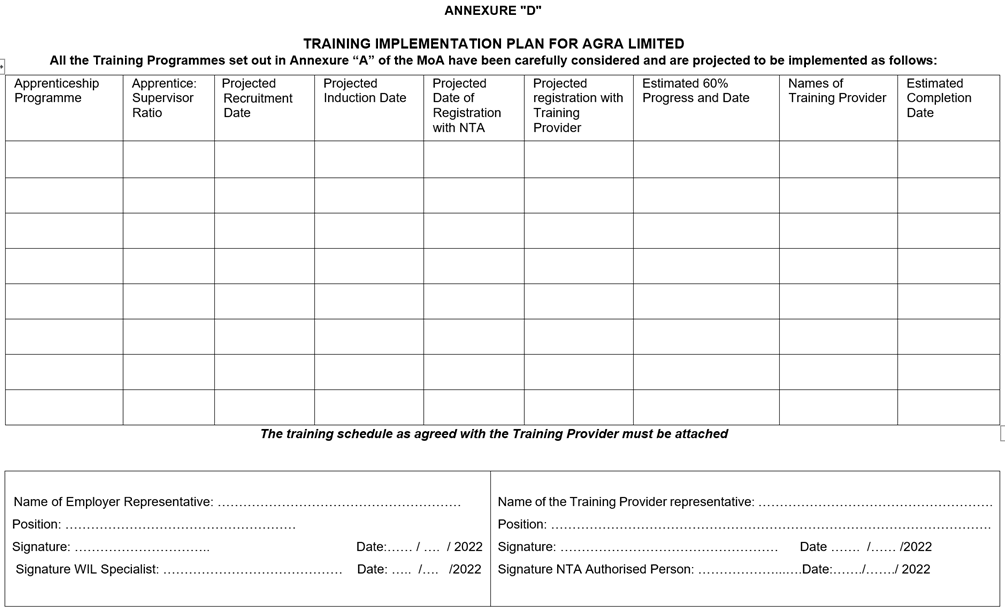 ANNEXURE "D"
TRAINING IMPLEMENTATION PLAN FOR AGRA LIMITED
All the Training Programmes set out in Annexure “A” of the MoA have been carefully considered and are projected to be implemented as follows:
Apprenticeship
Programme
Apprentice:
Supervisor
Ratio
Projected
Recruitment
Date
Projected
Induction Date
Projected
Date of
Registration
with NTA
Projected
registration with
Training
Provider
Estimated 60%
Progress and Date
Names of
Training Provider
Estimated
Completion
Date
The training schedule as agreed with the Training Provider must be attached
Name of Employer Representative: ……………………………………………………
Position: …………………………………………………
Signature: ………………………….. Date:…… / …. / 2022
Signature WIL Specialist: ……………………………………. Date: ….. /…. /2022
Name of the Training Provider representative: …………………………………………………
Position: …………………………………………………………………………………………
Signature: …………………………………………… Date ……. /…… /2022
Signature NTA Authorised Person: ………………......…Date:……./……./ 2022